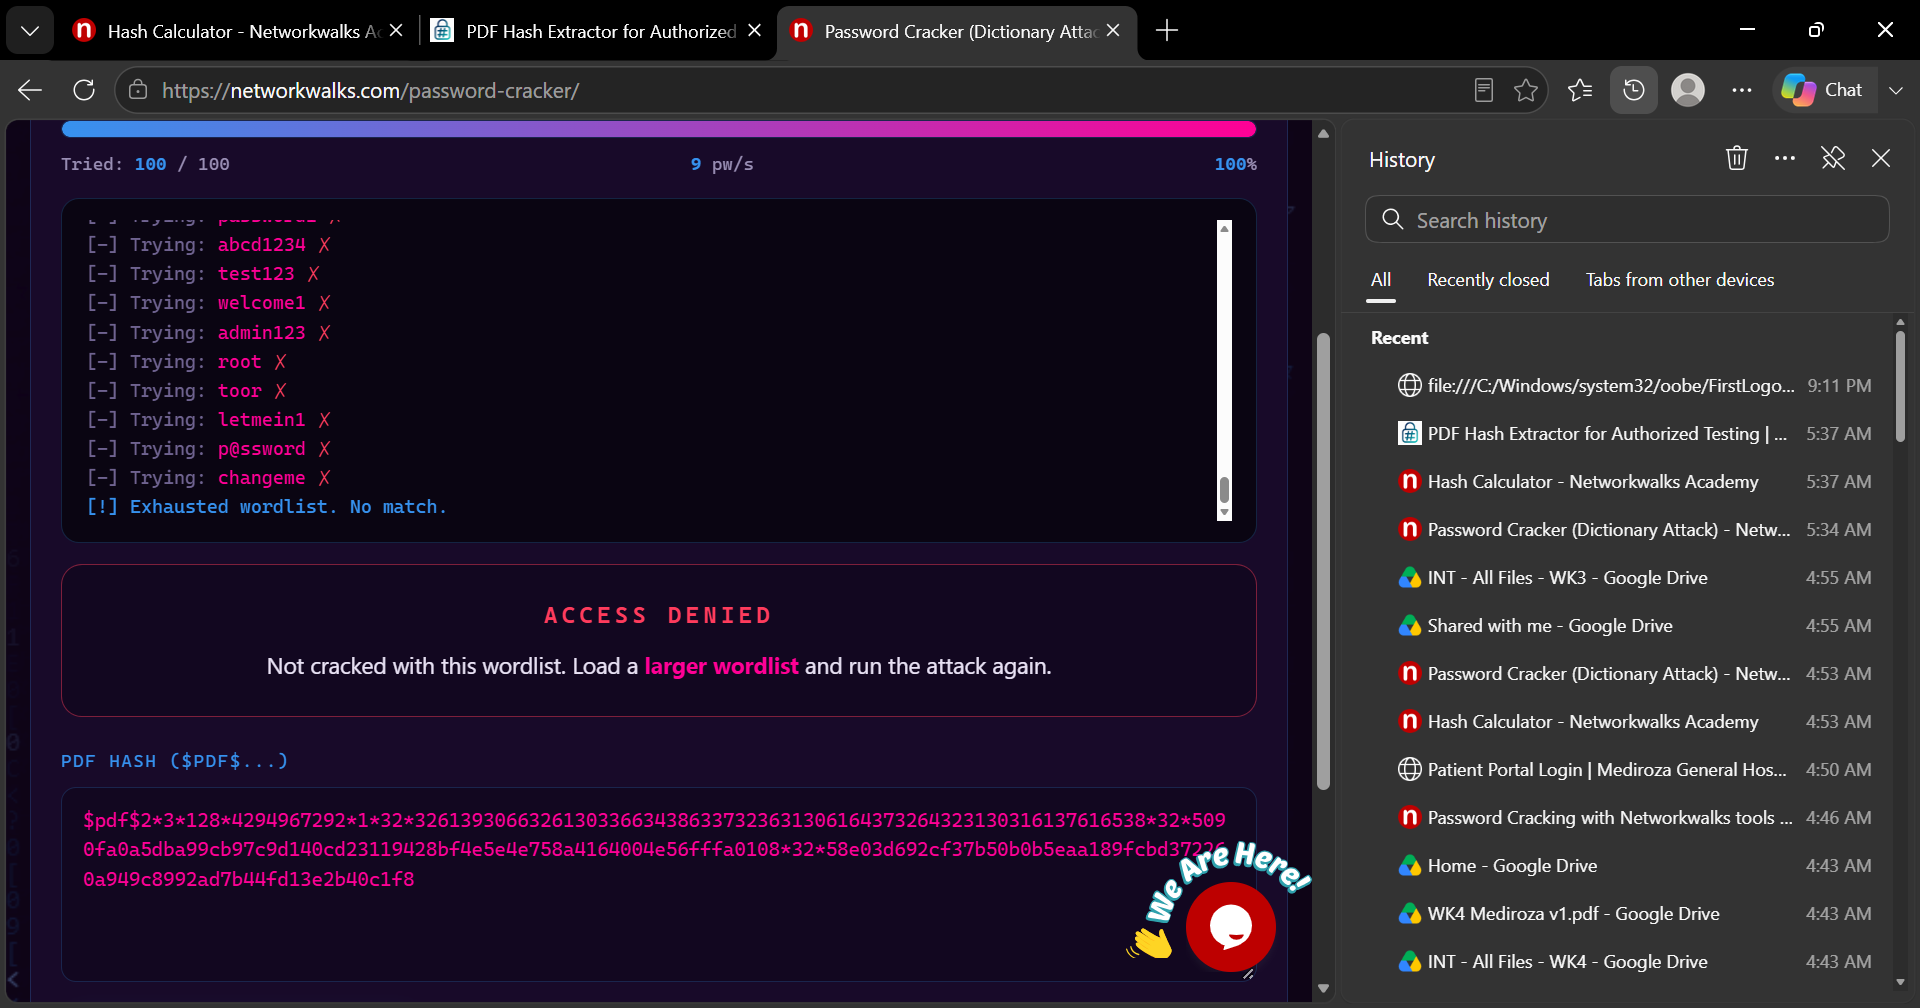 Hash Calculator - Networkwalks Ac
PDF Hash Extractor for Authorized
Password Cracker (Dictionary Attac
https://networkwalks.com/password-cracker/
Chat
Tried: 100 / 100
9 pw/s
100%
[-] Trying: password1 ✗
[-] Trying: abcd1234 ✗
[-] Trying: test123 ✗
[-] Trying: welcome1 ✗
[-] Trying: admin123 ✗
[-] Trying: root ✗
[-] Trying: toor ✗
[-] Trying: letmein1 ✗
[-] Trying: p@ssword ✗
[-] Trying: changeme ✗
[!] Exhausted wordlist. No match.
ACCESS DENIED
Not cracked with this wordlist. Load a larger wordlist and run the attack again.
PDF HASH ($PDF$...)
$pdf$2*3*128*4294967292*1*32*3261393066326130336634386337323631306164373264323130316137616538*32*509
0fa0a5dba99cb97c9d140cd23119428bf4e5e4e758a4164004e56fffa0108*32*58e03d692cf37b50b0b5eaa189fcbd37226
0a949c8992ad7b44fd13e2b40c1f8
We Are Here!
History
Search history
All
Recently closed
Tabs from other devices
Recent
file:///C:/Windows/system32/oobe/FirstLogo... 9:11 PM
PDF Hash Extractor for Authorized Testing | ... 5:37 AM
Hash Calculator - Networkwalks Academy 5:37 AM
Password Cracker (Dictionary Attack) - Netw... 5:34 AM
INT - All Files - WK3 - Google Drive 4:55 AM
Shared with me - Google Drive 4:55 AM
Password Cracker (Dictionary Attack) - Netw... 4:53 AM
Hash Calculator - Networkwalks Academy 4:53 AM
Patient Portal Login | Mediroza General Hos... 4:50 AM
Password Cracking with Networkwalks tools ... 4:46 AM
Home - Google Drive 4:43 AM
WK4 Mediroza v1.pdf - Google Drive 4:43 AM
INT - All Files - WK4 - Google Drive 4:43 AM